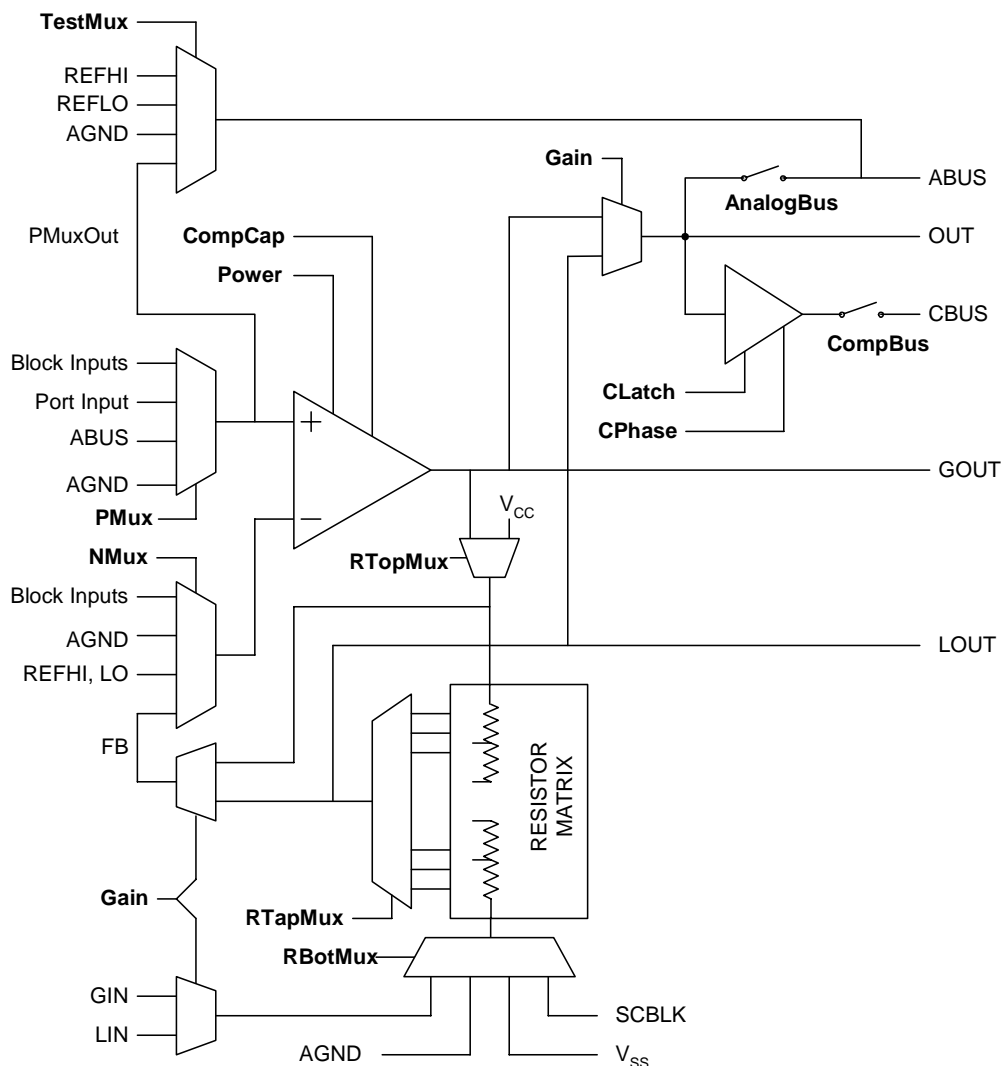 TestMux
REFHI
REFLO
AGND
Gain
ABUS
AnalogBus
PMuxOut
CompCap
OUT
Power
CBUS
CompBus
Block Inputs
CLatch
Port Input
CPhase
ABUS
+
GOUT
AGND
VCC
PMux
−
NMux
RTopMux
Block Inputs
AGND
LOUT
REFHI, LO
FB
RESISTOR
MATRIX
Gain
RTapMux
RBotMux
GIN
SCBLK
LIN
AGND
VSS